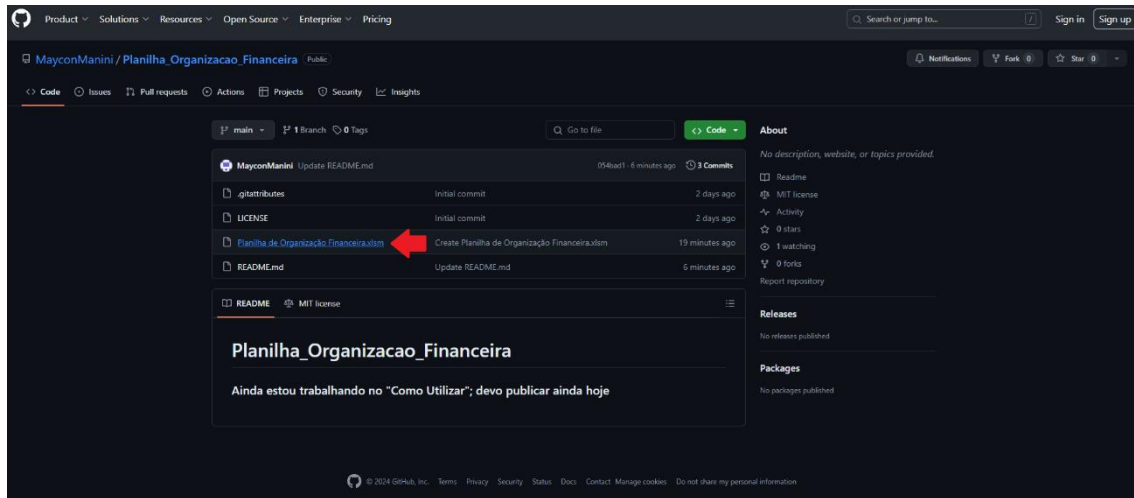 Product Solutions Resources Open Source Enterprise Pricing Search or jump to... / Sign in Sign up
MayconManini / Planilha_Organizacao_Financeira Public Notifications Fork 0 Star 0
<> Code Issues Pull requests Actions Projects Security Insights
main 1 Branch 0 Tags Go to file <> Code
MayconManini Update README.md 054bad1 · 6 minutes ago 3 Commits
.gitattributes Initial commit 2 days ago
LICENSE Initial commit 2 days ago
Planilha de Organização Financeira.xlsm Create Planilha de Organização Financeira.xlsm 19 minutes ago
README.md Update README.md 6 minutes ago
README MIT license
Planilha_Organizacao_Financeira
Ainda estou trabalhando no "Como Utilizar"; devo publicar ainda hoje
About
No description, website, or topics provided.
Readme
MIT license
Activity
0 stars
1 watching
0 forks
Report repository
Releases
No releases published
Packages
No packages published
© 2024 GitHub, Inc. Terms Privacy Security Status Docs Contact Manage cookies Do not share my personal information